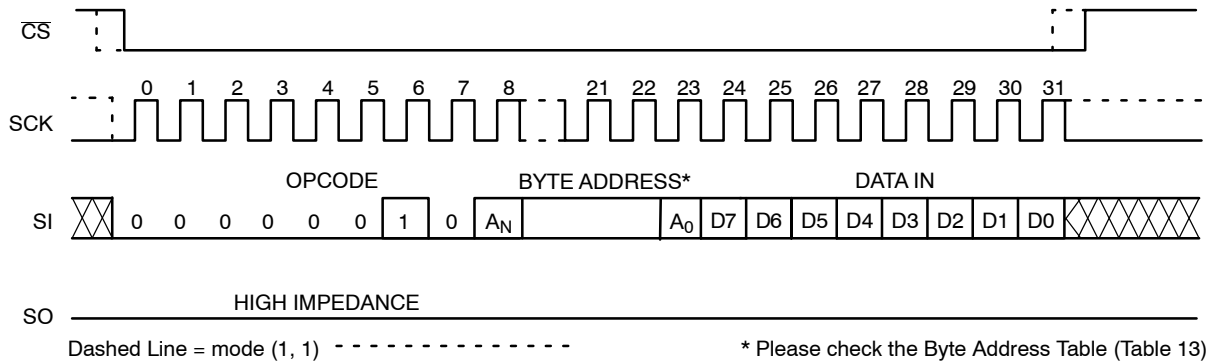 CS
0 1 2 3 4 5 6 7 8 21 22 23 24 25 26 27 28 29 30 31
SCK
OPCODE BYTE ADDRESS* DATA IN
SI 0 0 0 0 0 0 1 0 AN A0 D7 D6 D5 D4 D3 D2 D1 D0
HIGH IMPEDANCE
SO
Dashed Line = mode (1, 1) * Please check the Byte Address Table (Table 13)